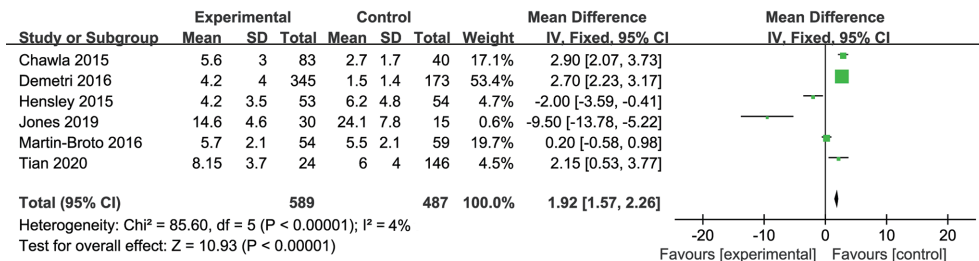 Experimental Control Mean Difference Mean Difference
Study or Subgroup Mean SD Total Mean SD Total Weight IV, Fixed, 95% CI IV, Fixed, 95% CI
Chawla 2015 5.6 3 83 2.7 1.7 40 17.1% 2.90 [2.07, 3.73]
Demetri 2016 4.2 4 345 1.5 1.4 173 53.4% 2.70 [2.23, 3.17]
Hensley 2015 4.2 3.5 53 6.2 4.8 54 4.7% -2.00 [-3.59, -0.41]
Jones 2019 14.6 4.6 30 24.1 7.8 15 0.6% -9.50 [-13.78, -5.22]
Martin-Broto 2016 5.7 2.1 54 5.5 2.1 59 19.7% 0.20 [-0.58, 0.98]
Tian 2020 8.15 3.7 24 6 4 146 4.5% 2.15 [0.53, 3.77]
Total (95% CI) 589 487 100.0% 1.92 [1.57, 2.26]
Heterogeneity: Chi² = 85.60, df = 5 (P < 0.00001); I² = 4%
Test for overall effect: Z = 10.93 (P < 0.00001)
-20 -10 0 10 20
Favours [experimental] Favours [control]